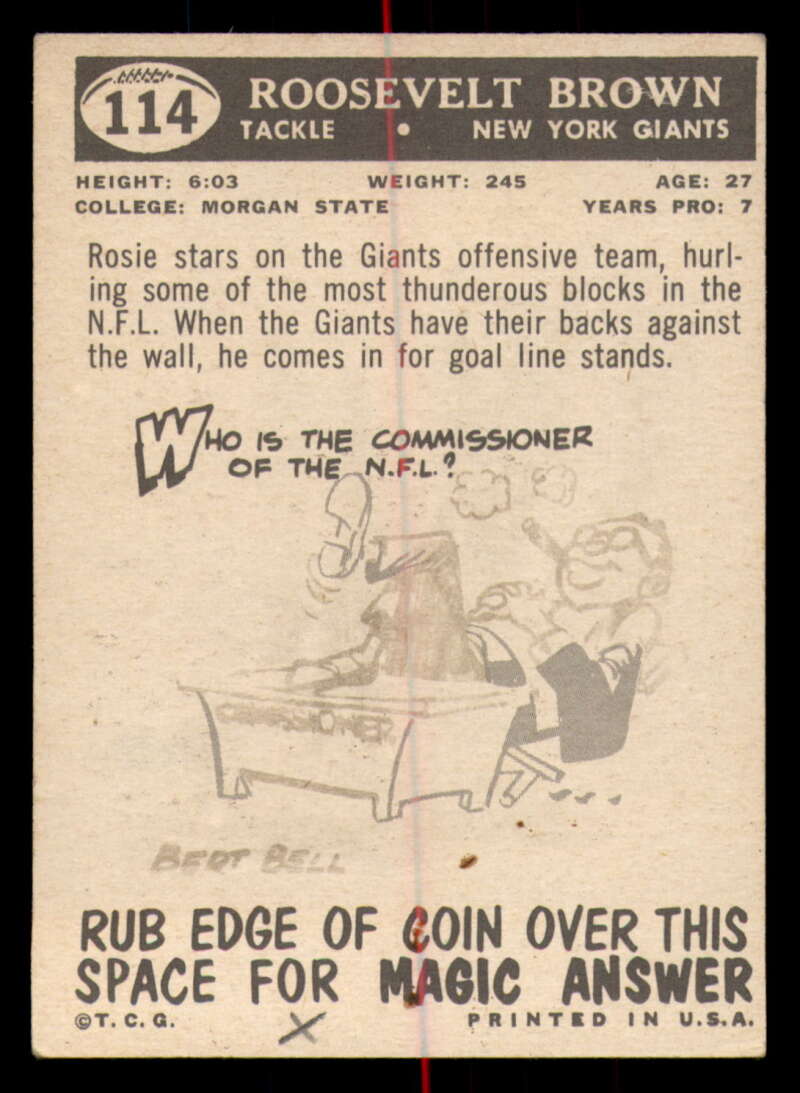 114
ROOSEVELT BROWN
TACKLE • NEW YORK GIANTS
HEIGHT: 6:03 WEIGHT: 245 AGE: 27
COLLEGE: MORGAN STATE YEARS PRO: 7
Rosie stars on the Giants offensive team, hurl-
ing some of the most thunderous blocks in the
N.F.L. When the Giants have their backs against
the wall, he comes in for goal line stands.
WHO IS THE COMMISSIONER
OF THE N.F.L.?
COMMISSIONER
BERT BELL
RUB EDGE OF COIN OVER THIS
SPACE FOR MAGIC ANSWER
©T. C. G. X PRINTED IN U.S.A.